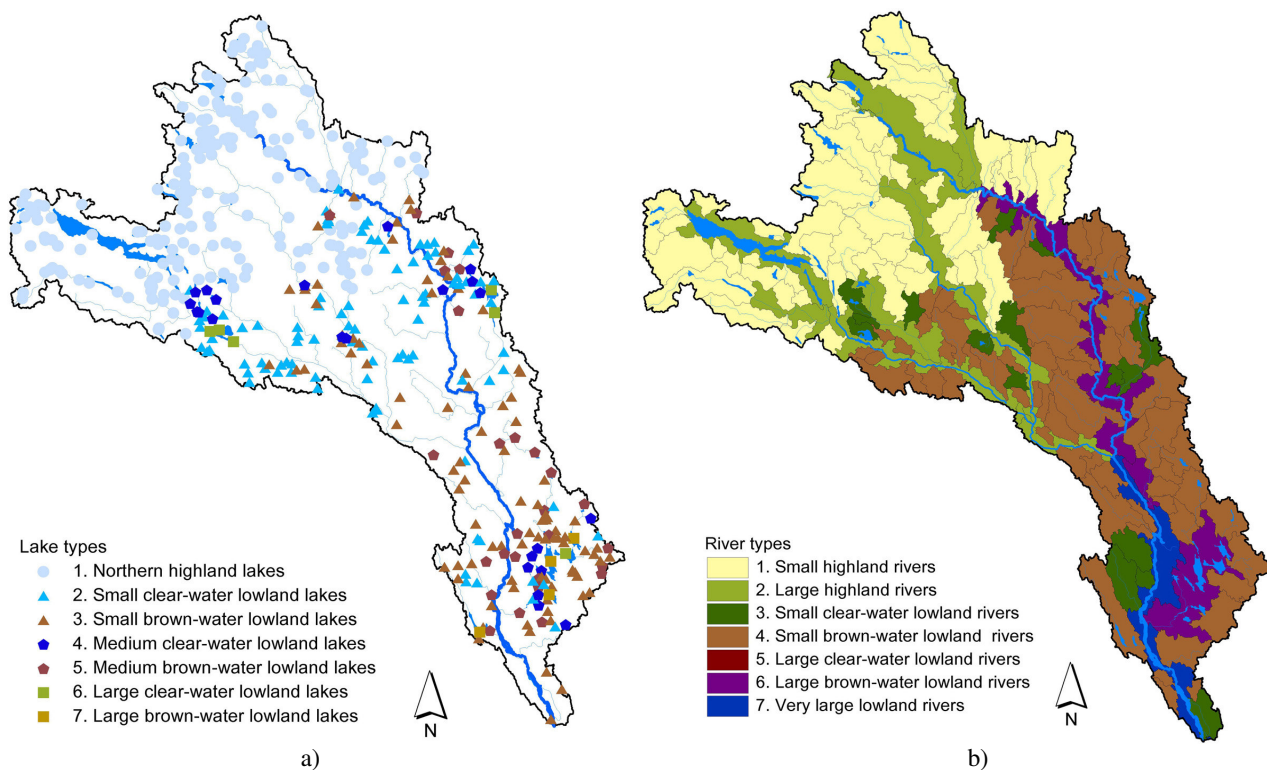 Lake types
1. Northern highland lakes
2. Small clear-water lowland lakes
3. Small brown-water lowland lakes
4. Medium clear-water lowland lakes
5. Medium brown-water lowland lakes
6. Large clear-water lowland lakes
7. Large brown-water lowland lakes
N
a)
River types
1. Small highland rivers
2. Large highland rivers
3. Small clear-water lowland rivers
4. Small brown-water lowland rivers
5. Large clear-water lowland rivers
6. Large brown-water lowland rivers
7. Very large lowland rivers
N
b)